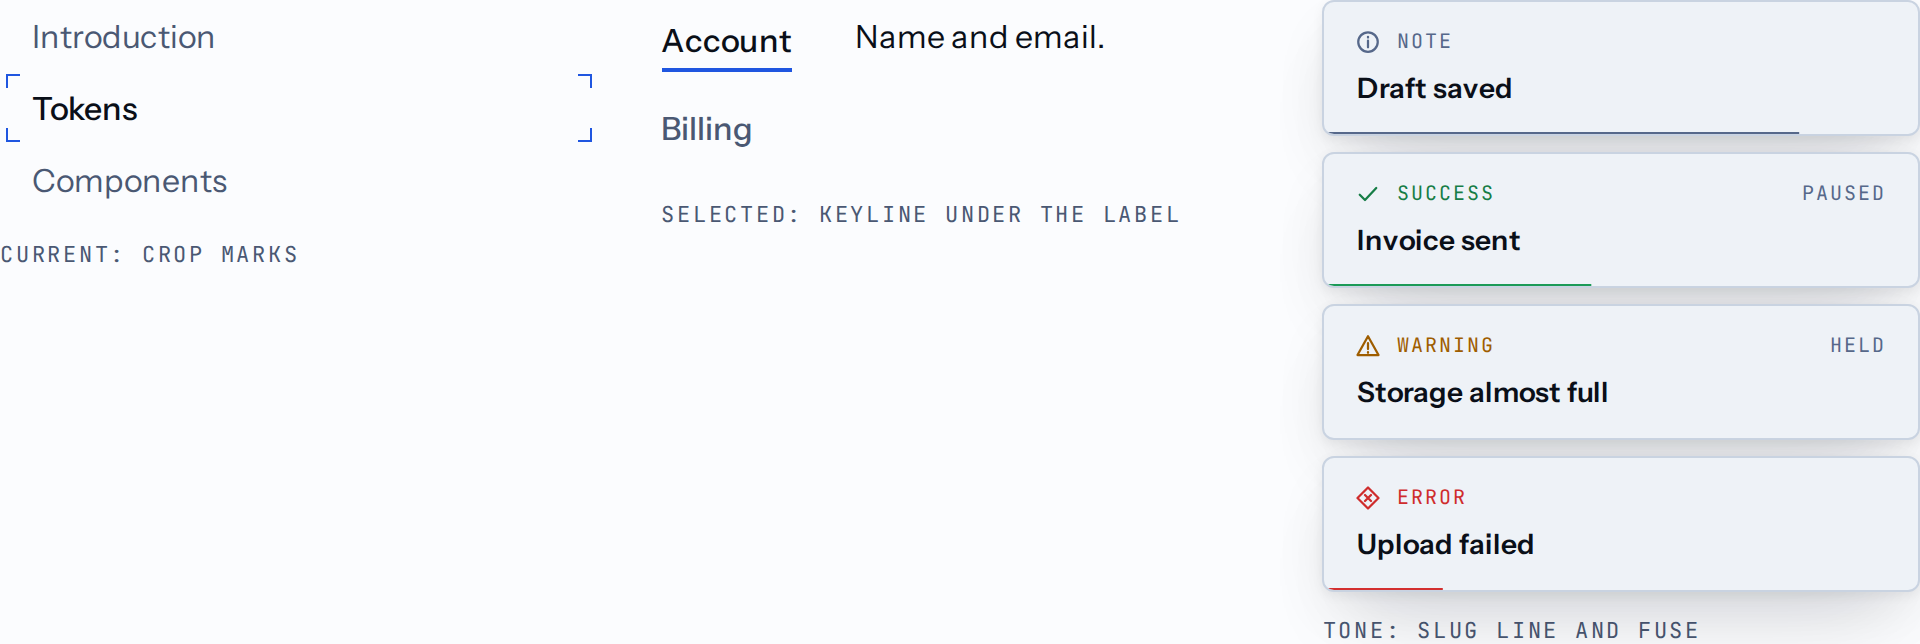 Introduction
Tokens
Components
CURRENT: CROP MARKS
Account
Name and email.
Billing
SELECTED: KEYLINE UNDER THE LABEL
NOTE
Draft saved
SUCCESS PAUSED
Invoice sent
WARNING HELD
Storage almost full
ERROR
Upload failed
TONE: SLUG LINE AND FUSE